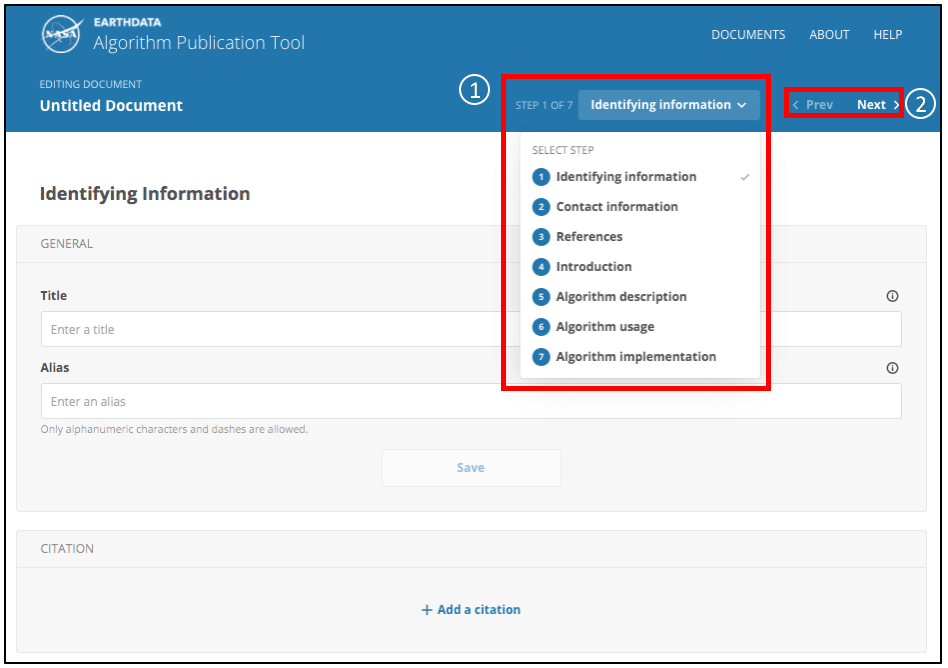 NASA
EARTHDATA
Algorithm Publication Tool
DOCUMENTS ABOUT HELP
EDITING DOCUMENT
Untitled Document
1
STEP 1 OF 7 Identifying information
Prev Next
2
SELECT STEP
1 Identifying information
2 Contact information
3 References
4 Introduction
5 Algorithm description
6 Algorithm usage
7 Algorithm implementation
Identifying Information
GENERAL
Title
Enter a title
Alias
Enter an alias
Only alphanumeric characters and dashes are allowed.
Save
CITATION
+ Add a citation